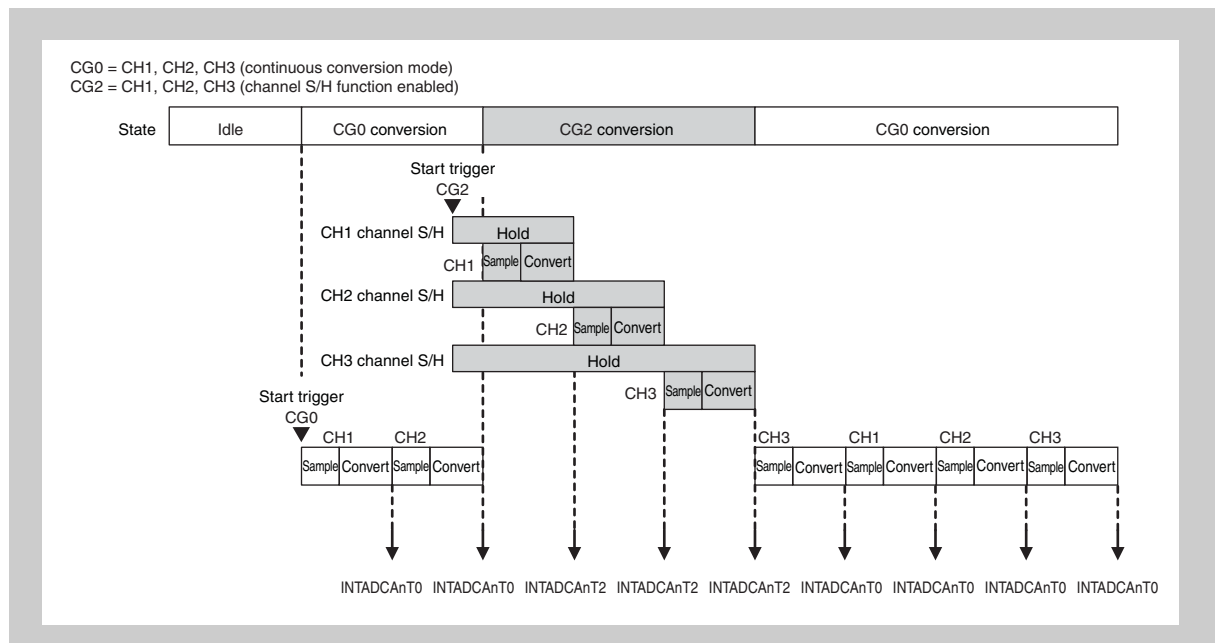 CG0 = CH1, CH2, CH3 (continuous conversion mode)
CG2 = CH1, CH2, CH3 (channel S/H function enabled)
State Idle CG0 conversion CG2 conversion CG0 conversion
Start trigger
CG2
CH1 channel S/H Hold
CH1 Sample Convert
CH2 channel S/H Hold
CH2 Sample Convert
CH3 channel S/H Hold
CH3 Sample Convert
Start trigger
CG0
CH1 CH2 CH3 CH1 CH2 CH3
Sample Convert Sample Convert Sample Convert Sample Convert Sample Convert Sample Convert
INTADCAnT0 INTADCAnT0 INTADCAnT2 INTADCAnT2 INTADCAnT2 INTADCAnT0 INTADCAnT0 INTADCAnT0 INTADCAnT0